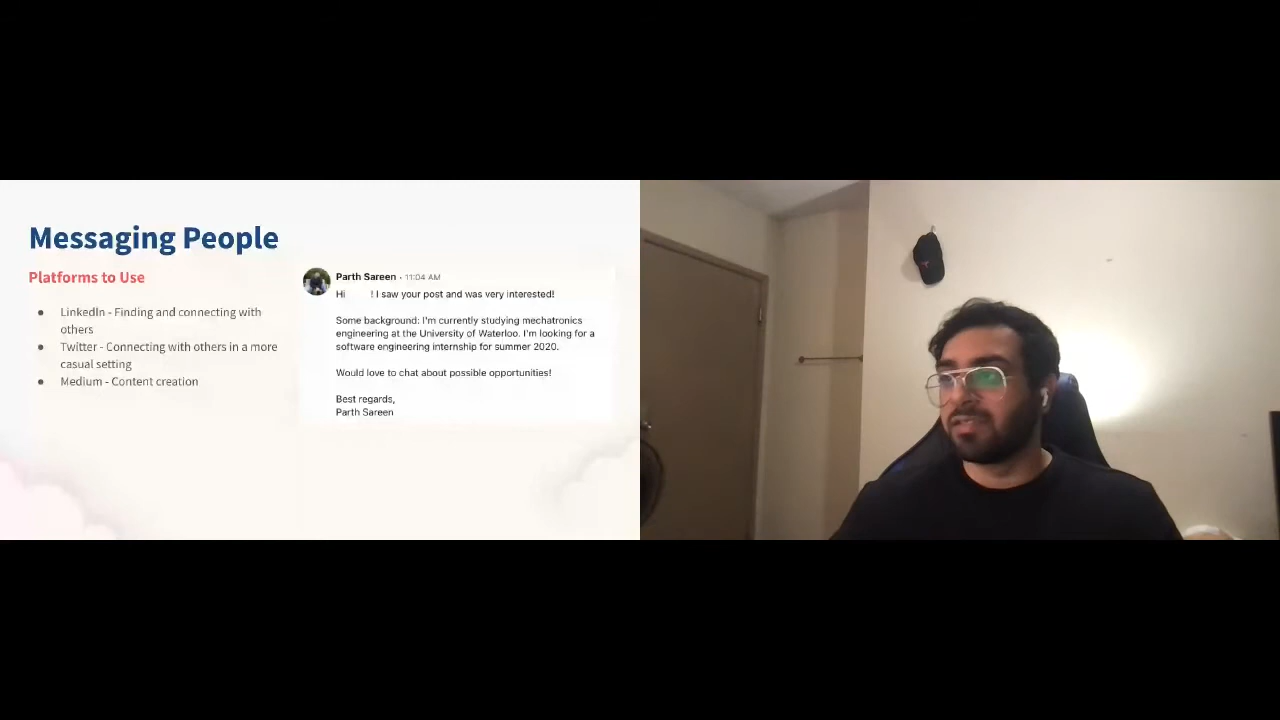 Messaging People
Platforms to Use
● LinkedIn - Finding and connecting with
others
● Twitter - Connecting with others in a more
casual setting
● Medium - Content creation
Parth Sareen • 11:04 AM
Hi ! I saw your post and was very interested!
Some background: I'm currently studying mechatronics
engineering at the University of Waterloo. I'm looking for a
software engineering internship for summer 2020.
Would love to chat about possible opportunities!
Best regards,
Parth Sareen